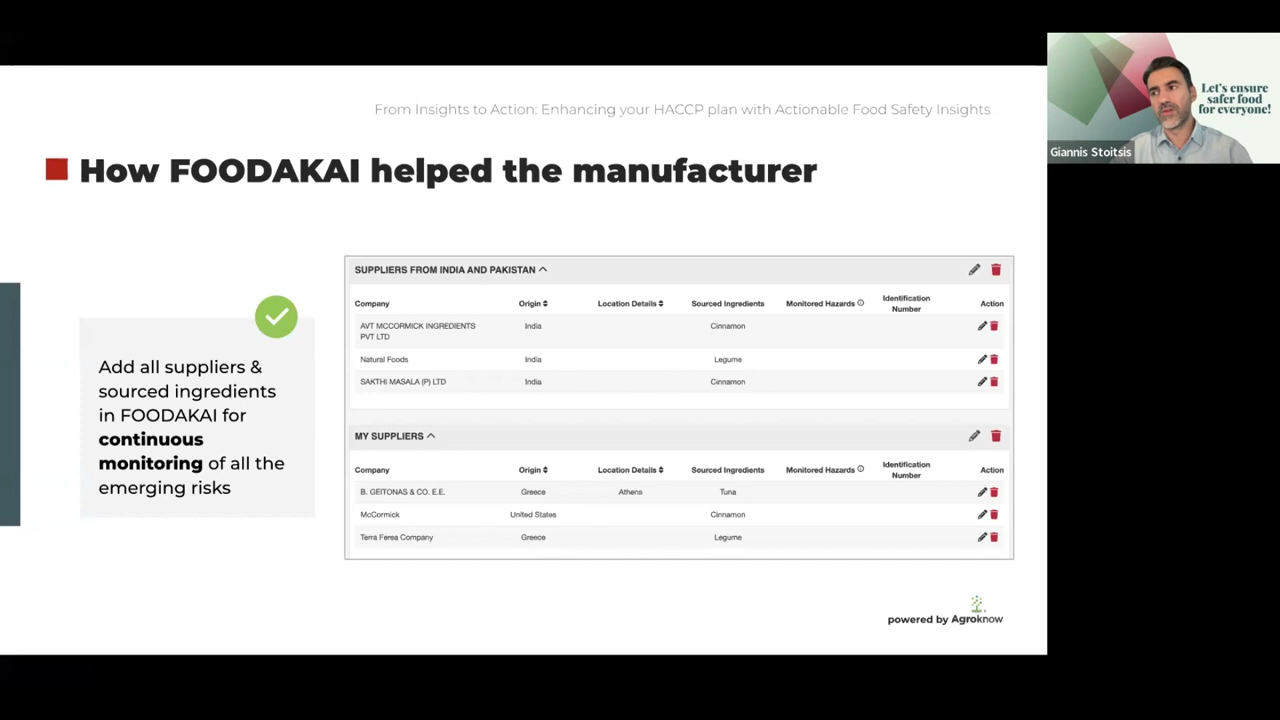 From Insights to Action: Enhancing your HACCP plan with Actionable Food Safety Insights
Let's ensure
safer food
for everyone!
Giannis Stoitsis
How FOODAKAI helped the manufacturer
Add all suppliers &
sourced ingredients
in FOODAKAI for
continuous
monitoring of all the
emerging risks
SUPPLIERS FROM INDIA AND PAKISTAN
Company Origin Location Details Sourced Ingredients Monitored Hazards Identification Number Action
AVT MCCORMICK INGREDIENTS PVT LTD India Cinnamon
Natural Foods India Legume
SAKTHI MASALA (P) LTD India Cinnamon
MY SUPPLIERS
Company Origin Location Details Sourced Ingredients Monitored Hazards Identification Number Action
B. GEITONAS & CO. E.E. Greece Athens Tuna
McCormick United States Cinnamon
Terra Ferea Company Greece Legume
powered by Agroknow